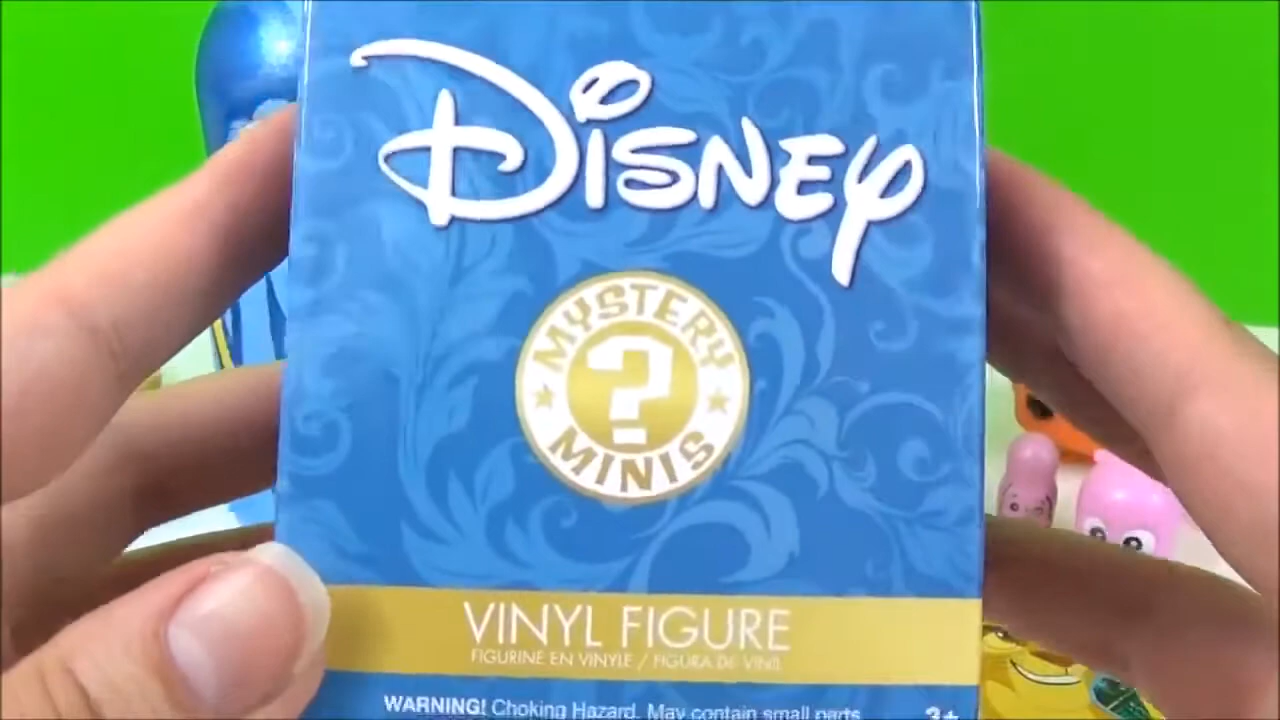 Disney
MYSTERY
?
MINIS
VINYL FIGURE
FIGURINE EN VINYLE / FIGURA DE VINIL
WARNING! Choking Hazard. May contain small parts 3+